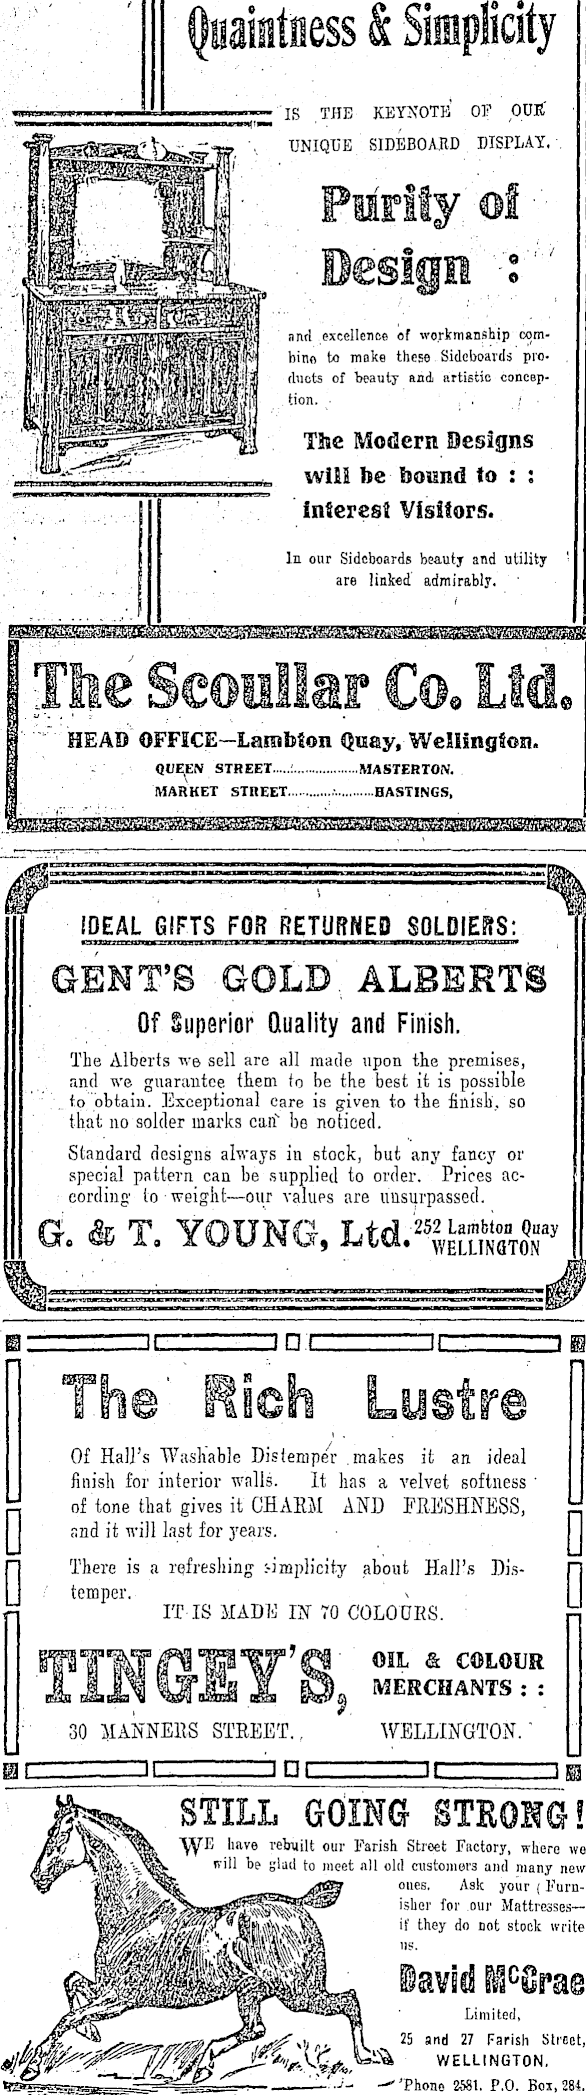 Quaintness & Simplicity
IS THE KEYNOTE OF OUR
UNIQUE SIDEBOARD DISPLAY.
Purity of
Design :
and excellence of workmanship com-
bine to make these Sideboards pro-
ducts of beauty and artistic concep-
tion.
The Modern Designs
will be bound to : :
interest Visitors.
In our Sideboards beauty and utility
are linked admirably.
The Scoullar Co. Ltd.
HEAD OFFICE—Lambton Quay, Wellington.
QUEEN STREET.....................MASTERTON.
MARKET STREET.....................HASTINGS,
IDEAL GIFTS FOR RETURNED SOLDIERS:
GENT'S GOLD ALBERTS
Of Superior Quality and Finish.
The Alberts we sell are all made upon the premises,
and we guarantee them to be the best it is possible
to obtain. Exceptional care is given to the finish, so
that no solder marks can be noticed.
Standard designs always in stock, but any fancy or
special pattern can be supplied to order. Prices ac-
cording to weight—our values are unsurpassed.
G. & T. YOUNG, Ltd. 252 Lambton Quay
WELLINGTON
The Rich Lustre
Of Hall's Washable Distemper makes it an ideal
finish for interior walls. It has a velvet softness
of tone that gives it CHARM AND FRESHNESS,
and it will last for years.
There is a refreshing simplicity about Hall's Dis-
temper.
IT IS MADE IN 70 COLOURS.
TINGEY'S, OIL & COLOUR
MERCHANTS : :
30 MANNERS STREET. WELLINGTON.
STILL GOING STRONG!
WE have rebuilt our Farish Street Factory, where we
will be glad to meet all old customers and many new
ones. Ask your Furn-
isher for our Mattresses—
if they do not stock write
us.
David McCrae
Limited,
25 and 27 Farish Street,
WELLINGTON.
'Phone 2581. P.O. Box, 284